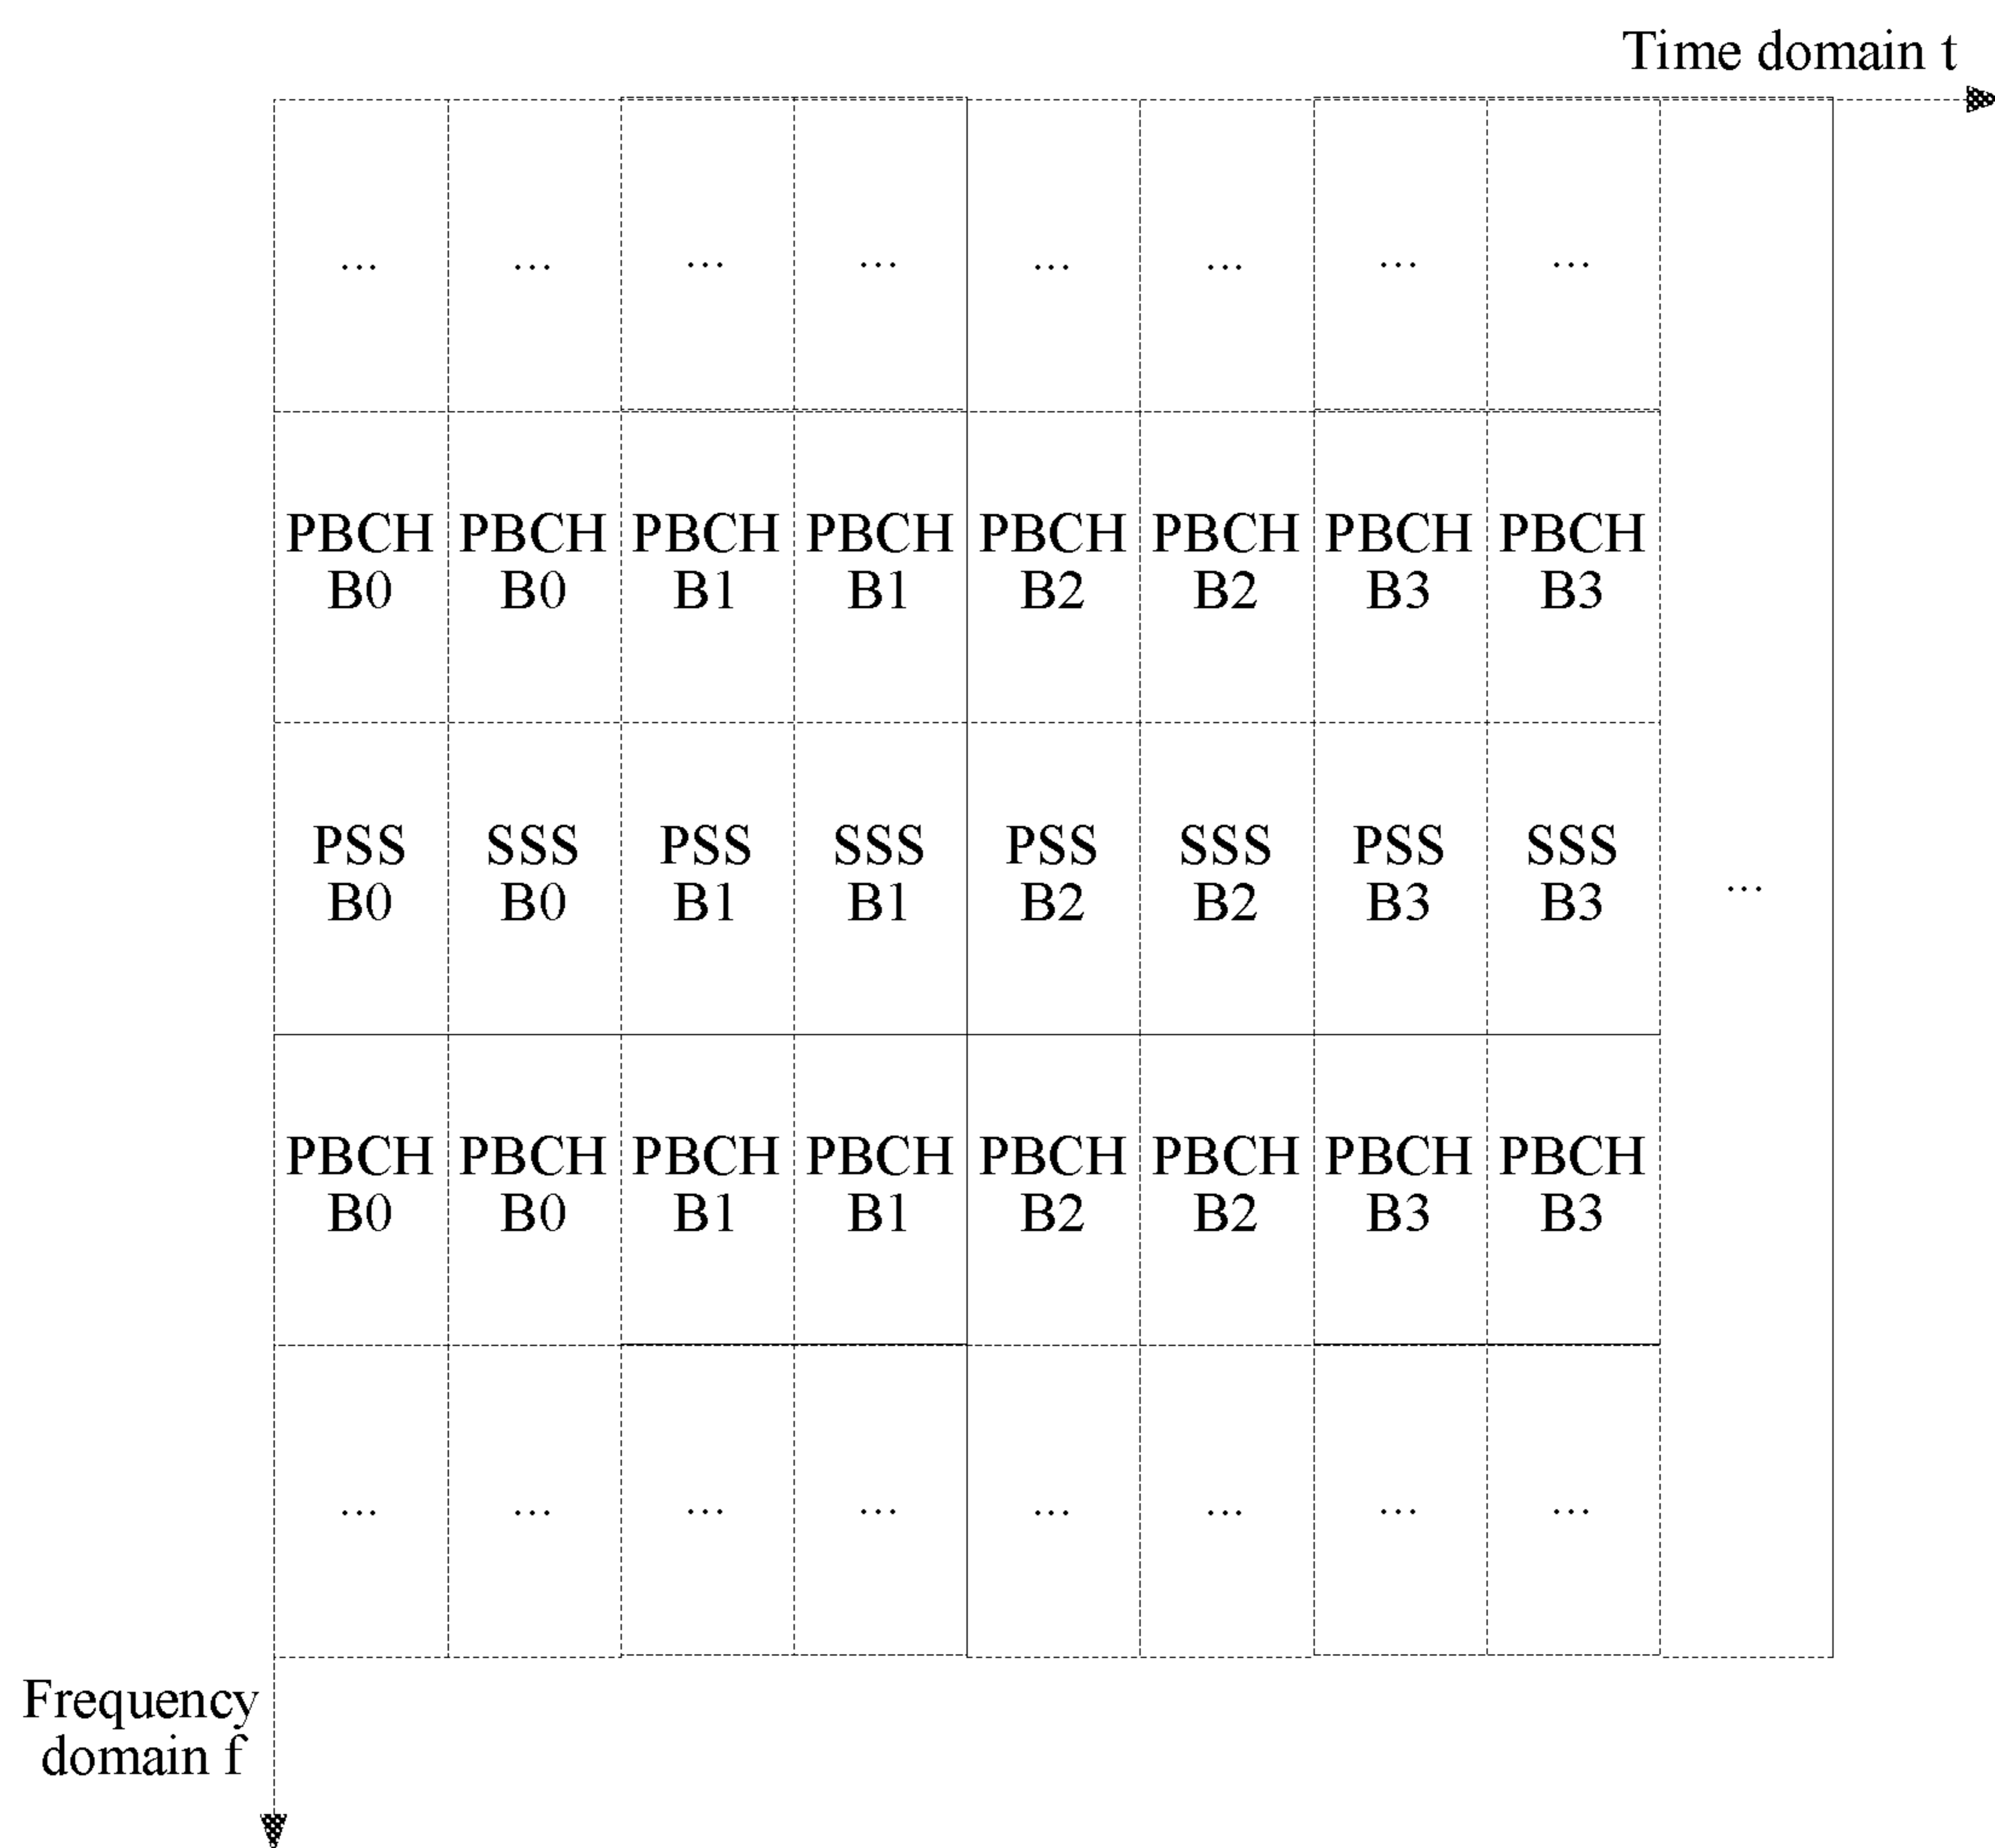 Time domain t
... ... ... ... ... ... ... ...
PBCH PBCH PBCH PBCH PBCH PBCH PBCH PBCH
B0 B0 B1 B1 B2 B2 B3 B3
PSS SSS PSS SSS PSS SSS PSS SSS
B0 B0 B1 B1 B2 B2 B3 B3
...
PBCH PBCH PBCH PBCH PBCH PBCH PBCH PBCH
B0 B0 B1 B1 B2 B2 B3 B3
... ... ... ... ... ... ... ...
Frequency
domain f